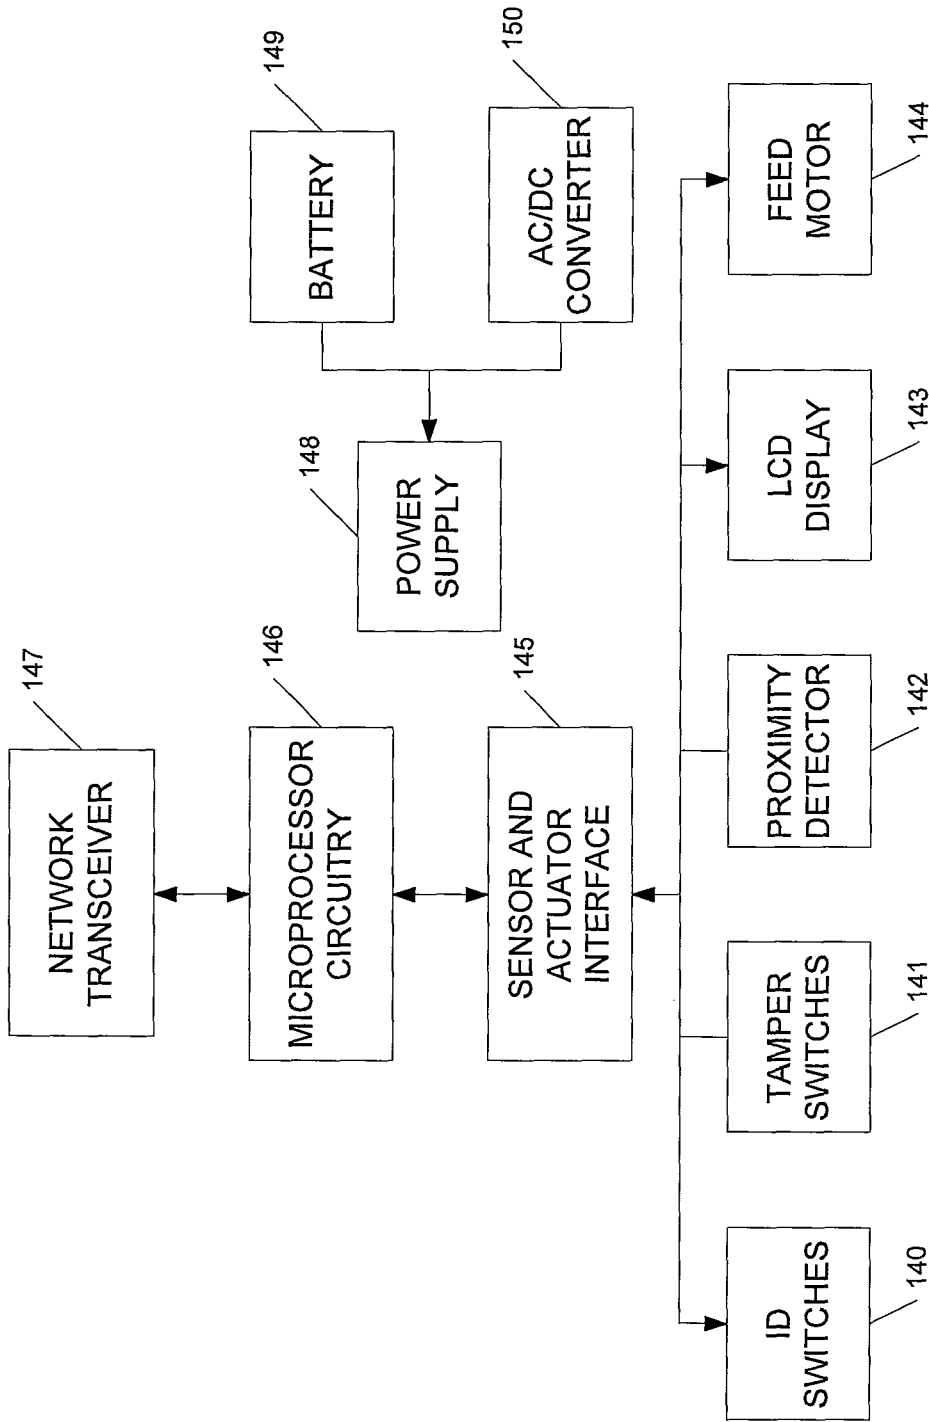 147
NETWORK
TRANSCEIVER
146
MICROPROCESSOR
CIRCUITRY
145
SENSOR AND
ACTUATOR
INTERFACE
148
POWER
SUPPLY
149
BATTERY
150
AC/DC
CONVERTER
ID
SWITCHES
140
TAMPER
SWITCHES
141
PROXIMITY
DETECTOR
142
LCD
DISPLAY
143
FEED
MOTOR
144